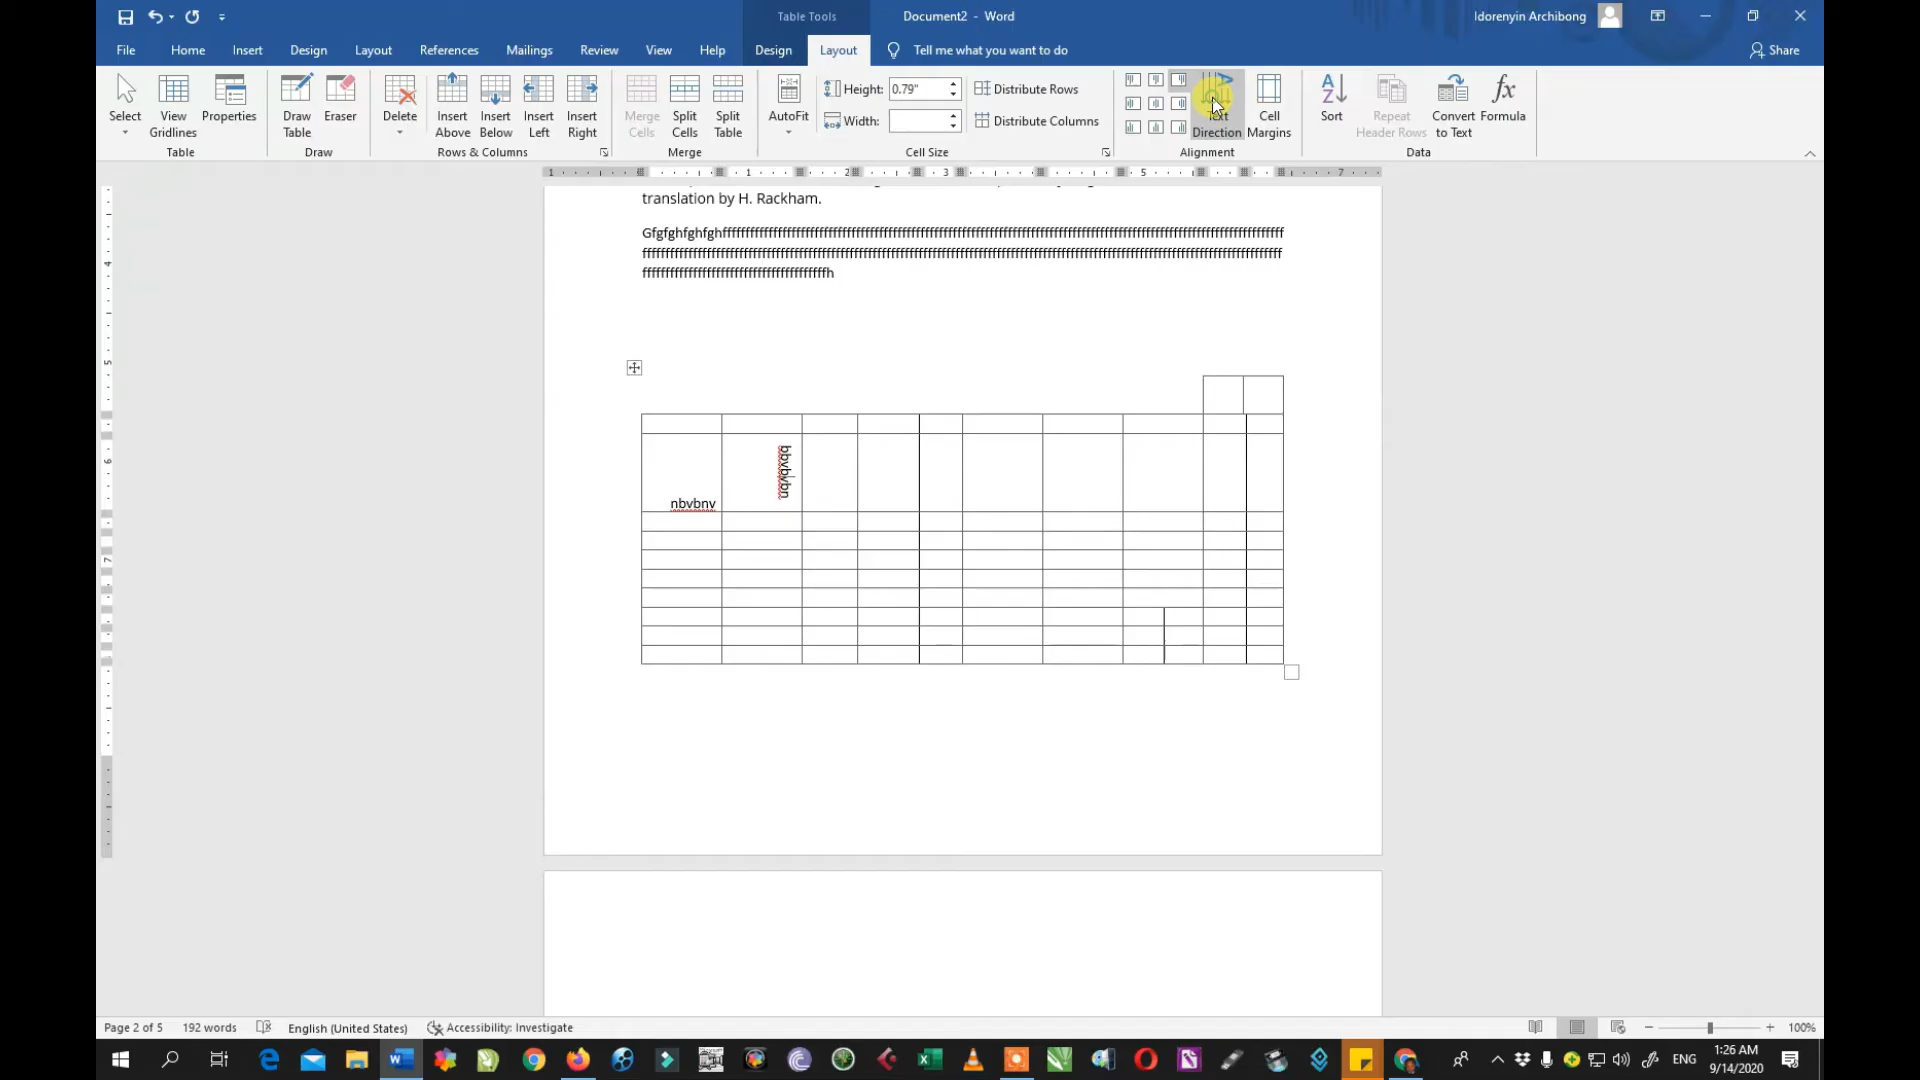 Table Tools
Document2 - Word
Idorenyin Archibong
File Home Insert Design Layout References Mailings Review View Help Design Layout Tell me what you want to do
Share
Select
View Gridlines
Properties
Table
Draw Table
Eraser
Draw
Delete
Insert Above
Insert Below
Insert Left
Insert Right
Rows & Columns
Merge Cells
Split Cells
Split Table
Merge
AutoFit
Height: 0.79"
Width:
Distribute Rows
Distribute Columns
Cell Size
Text Direction
Cell Margins
Alignment
Sort
Repeat Header Rows
Convert to Text
Formula
Data
translation by H. Rackham.
nbvbnv
Page 2 of 5 192 words English (United States) Accessibility: Investigate
100%
ENG
1:26 AM
9/14/2020